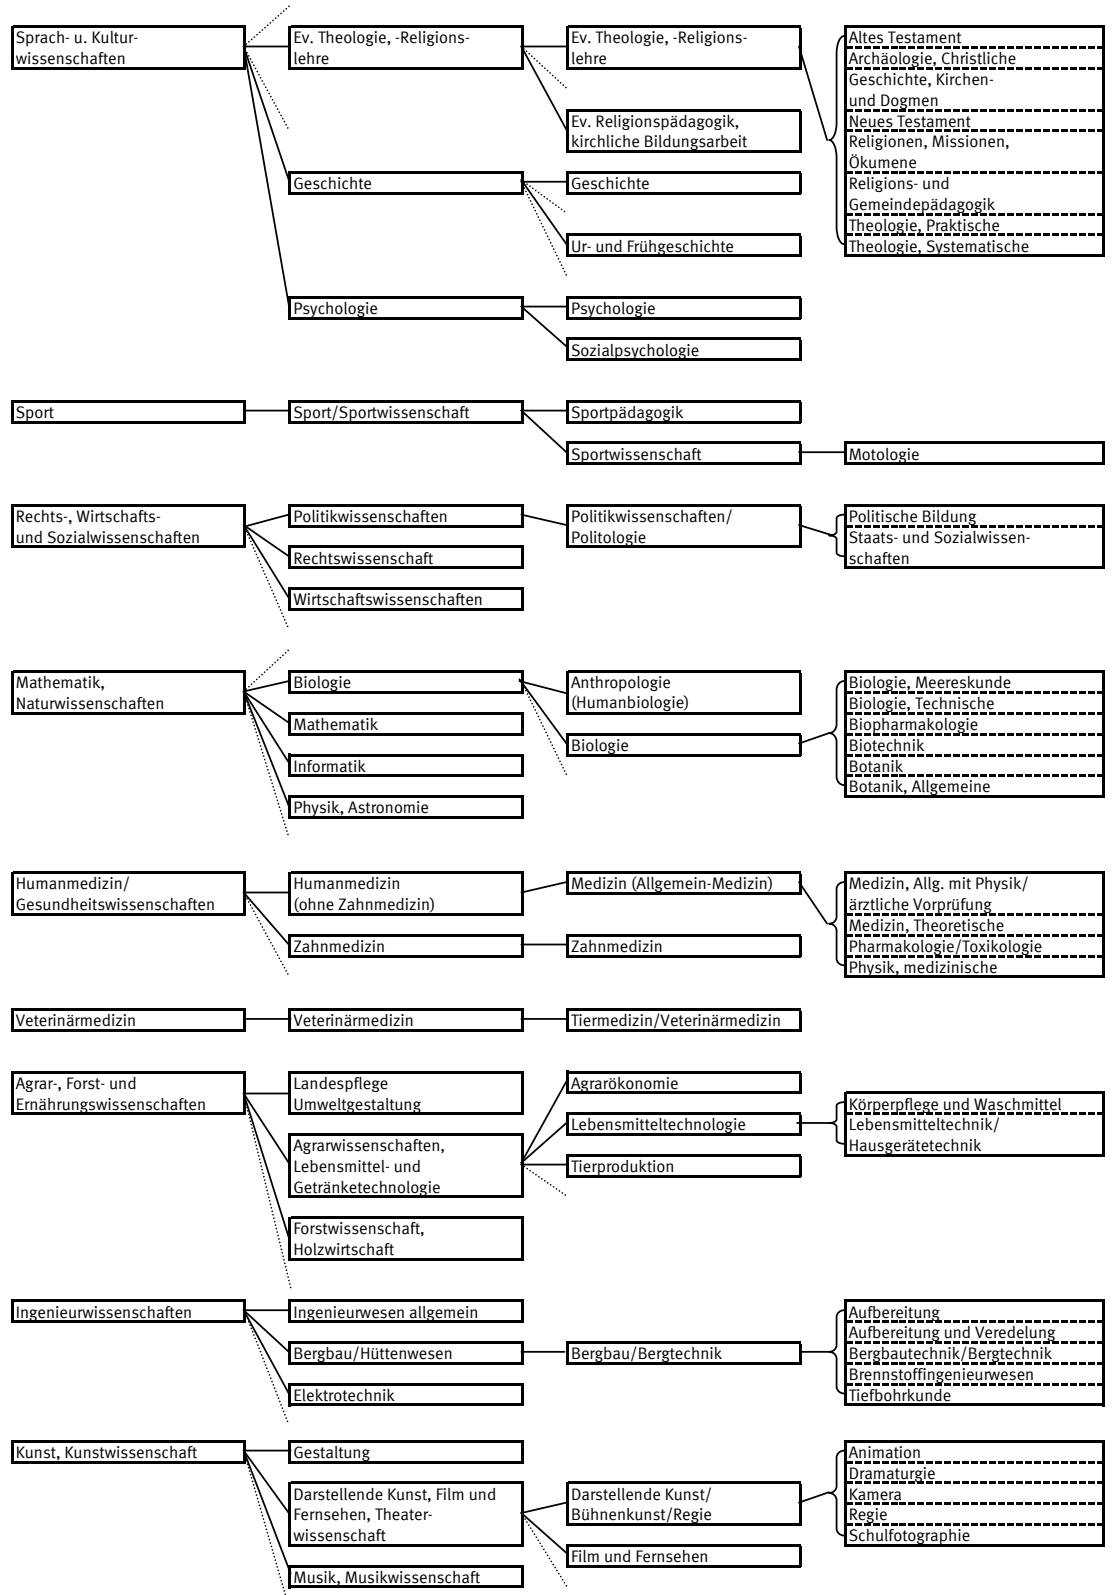 Sprach- u. Kultur-
wissenschaften
Ev. Theologie, -Religions-
lehre
Ev. Theologie, -Religions-
lehre
Altes Testament
Archäologie, Christliche
Geschichte, Kirchen-
und Dogmen
Neues Testament
Religionen, Missionen,
Ökumene
Religions- und
Gemeindepädagogik
Theologie, Praktische
Theologie, Systematische
Ev. Religionspädagogik,
kirchliche Bildungsarbeit
Geschichte
Geschichte
Ur- und Frühgeschichte
Psychologie
Psychologie
Sozialpsychologie
Sport
Sport/Sportwissenschaft
Sportpädagogik
Sportwissenschaft
Motologie
Rechts-, Wirtschafts-
und Sozialwissenschaften
Politikwissenschaften
Politikwissenschaften/
Politologie
Politische Bildung
Staats- und Sozialwissen-
schaften
Rechtswissenschaft
Wirtschaftswissenschaften
Mathematik,
Naturwissenschaften
Biologie
Anthropologie
(Humanbiologie)
Biologie, Meereskunde
Biologie, Technische
Biopharmakologie
Biotechnik
Botanik
Botanik, Allgemeine
Mathematik
Biologie
Informatik
Physik, Astronomie
Humanmedizin/
Gesundheitswissenschaften
Humanmedizin
(ohne Zahnmedizin)
Medizin (Allgemein-Medizin)
Medizin, Allg. mit Physik/
ärztliche Vorprüfung
Medizin, Theoretische
Pharmakologie/Toxikologie
Physik, medizinische
Zahnmedizin
Zahnmedizin
Veterinärmedizin
Veterinärmedizin
Tiermedizin/Veterinärmedizin
Agrar-, Forst- und
Ernährungswissenschaften
Landespflege
Umweltgestaltung
Agrarökonomie
Lebensmitteltechnologie
Körperpflege und Waschmittel
Lebensmitteltechnik/
Hausgerätetechnik
Agrarwissenschaften,
Lebensmittel- und
Getränketechnologie
Tierproduktion
Forstwissenschaft,
Holzwirtschaft
Ingenieurwissenschaften
Ingenieurwesen allgemein
Bergbau/Hüttenwesen
Bergbau/Bergtechnik
Aufbereitung
Aufbereitung und Veredelung
Bergbautechnik/Bergtechnik
Brennstoffingenieurwesen
Tiefbohrkunde
Elektrotechnik
Kunst, Kunstwissenschaft
Gestaltung
Darstellende Kunst, Film und
Fernsehen, Theater-
wissenschaft
Darstellende Kunst/
Bühnenkunst/Regie
Animation
Dramaturgie
Kamera
Regie
Schulfotographie
Film und Fernsehen
Musik, Musikwissenschaft